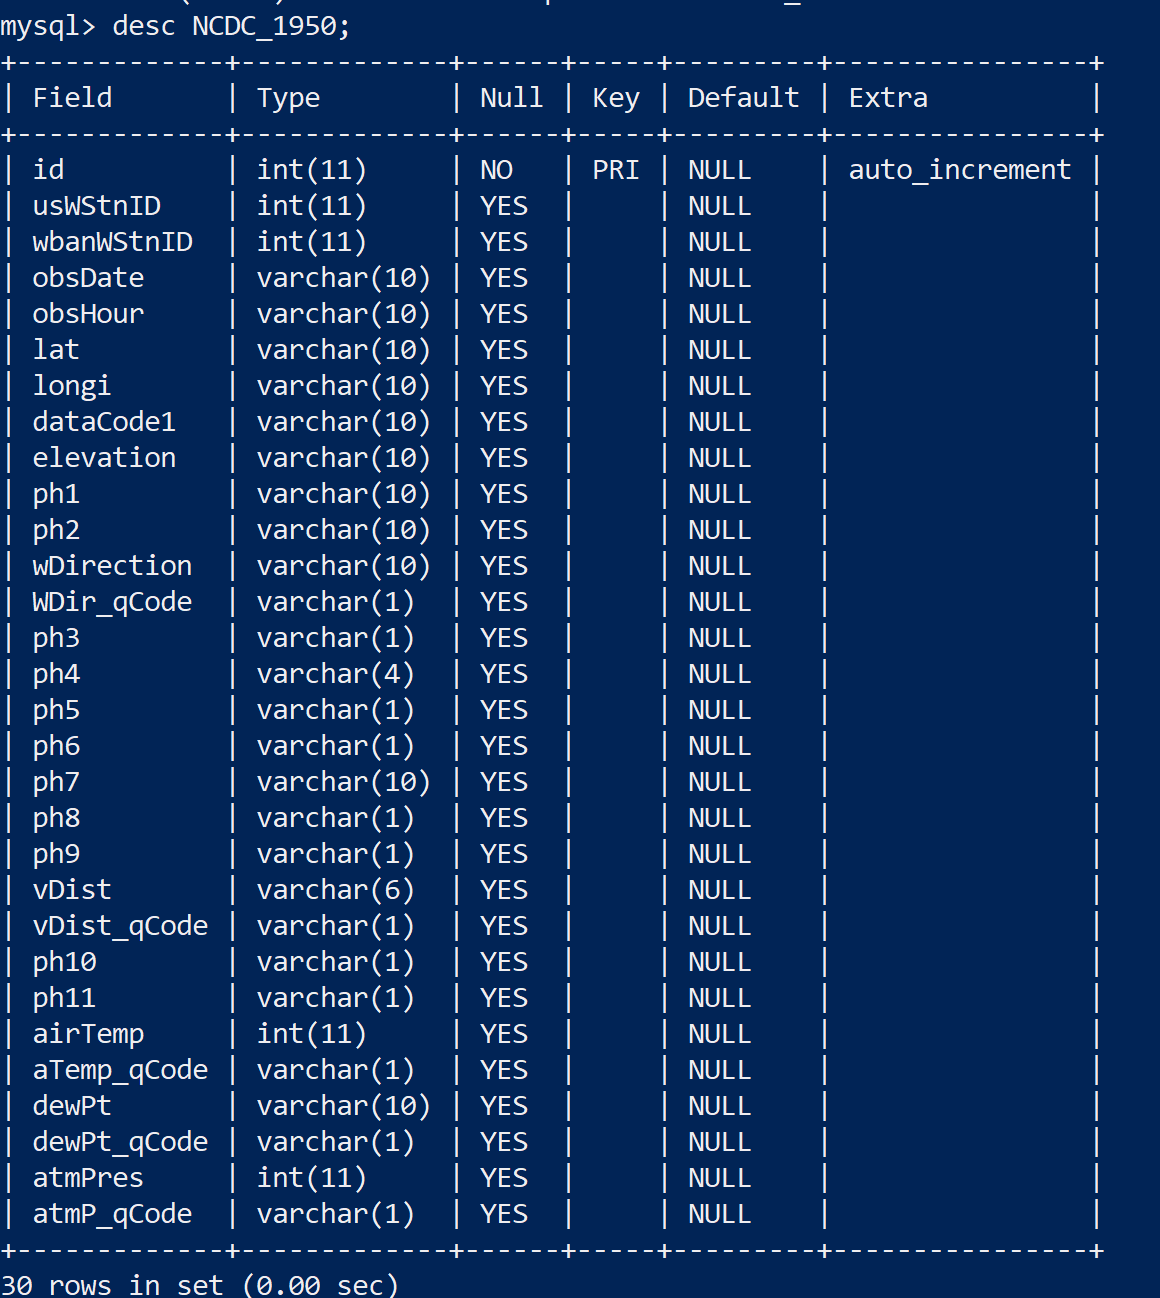 mysql> desc NCDC_1950;
+-------------+-------------+------+-----+---------+----------------+
| Field       | Type        | Null | Key | Default | Extra          |
+-------------+-------------+------+-----+---------+----------------+
| id          | int(11)     | NO   | PRI | NULL    | auto_increment |
| usWStnID    | int(11)     | YES  |     | NULL    |                |
| wbanWStnID  | int(11)     | YES  |     | NULL    |                |
| obsDate     | varchar(10) | YES  |     | NULL    |                |
| obsHour     | varchar(10) | YES  |     | NULL    |                |
| lat         | varchar(10) | YES  |     | NULL    |                |
| longi       | varchar(10) | YES  |     | NULL    |                |
| dataCode1   | varchar(10) | YES  |     | NULL    |                |
| elevation   | varchar(10) | YES  |     | NULL    |                |
| ph1         | varchar(10) | YES  |     | NULL    |                |
| ph2         | varchar(10) | YES  |     | NULL    |                |
| wDirection  | varchar(10) | YES  |     | NULL    |                |
| WDir_qCode  | varchar(1)  | YES  |     | NULL    |                |
| ph3         | varchar(1)  | YES  |     | NULL    |                |
| ph4         | varchar(4)  | YES  |     | NULL    |                |
| ph5         | varchar(1)  | YES  |     | NULL    |                |
| ph6         | varchar(1)  | YES  |     | NULL    |                |
| ph7         | varchar(10) | YES  |     | NULL    |                |
| ph8         | varchar(1)  | YES  |     | NULL    |                |
| ph9         | varchar(1)  | YES  |     | NULL    |                |
| vDist       | varchar(6)  | YES  |     | NULL    |                |
| vDist_qCode | varchar(1)  | YES  |     | NULL    |                |
| ph10        | varchar(1)  | YES  |     | NULL    |                |
| ph11        | varchar(1)  | YES  |     | NULL    |                |
| airTemp     | int(11)     | YES  |     | NULL    |                |
| aTemp_qCode | varchar(1)  | YES  |     | NULL    |                |
| dewPt       | varchar(10) | YES  |     | NULL    |                |
| dewPt_qCode | varchar(1)  | YES  |     | NULL    |                |
| atmPres     | int(11)     | YES  |     | NULL    |                |
| atmP_qCode  | varchar(1)  | YES  |     | NULL    |                |
+-------------+-------------+------+-----+---------+----------------+
30 rows in set (0.00 sec)